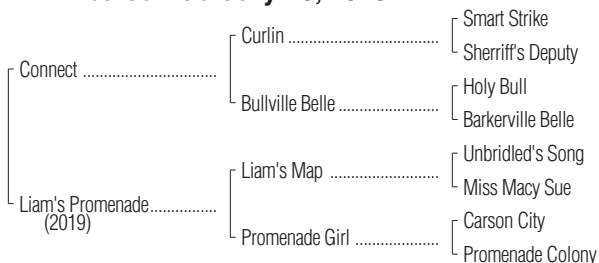 Smart Strike
Curlin
Sherriff's Deputy
Connect
Holy Bull
Bullville Belle
Barkerville Belle
Unbridled's Song
Liam's Map
Miss Macy Sue
Liam's Promenade
(2019)
Carson City
Promenade Girl
Promenade Colony